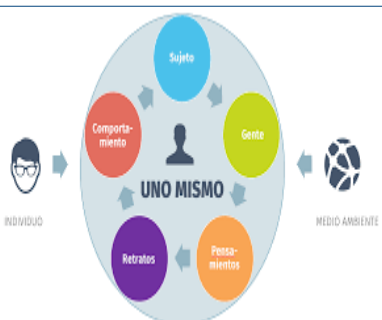 Sujeto
Comporta-
miento
Gente
UNO MISMO
INDIVIDUO
MEDIO AMBIENTE
Retratos
Pensa-
mientos